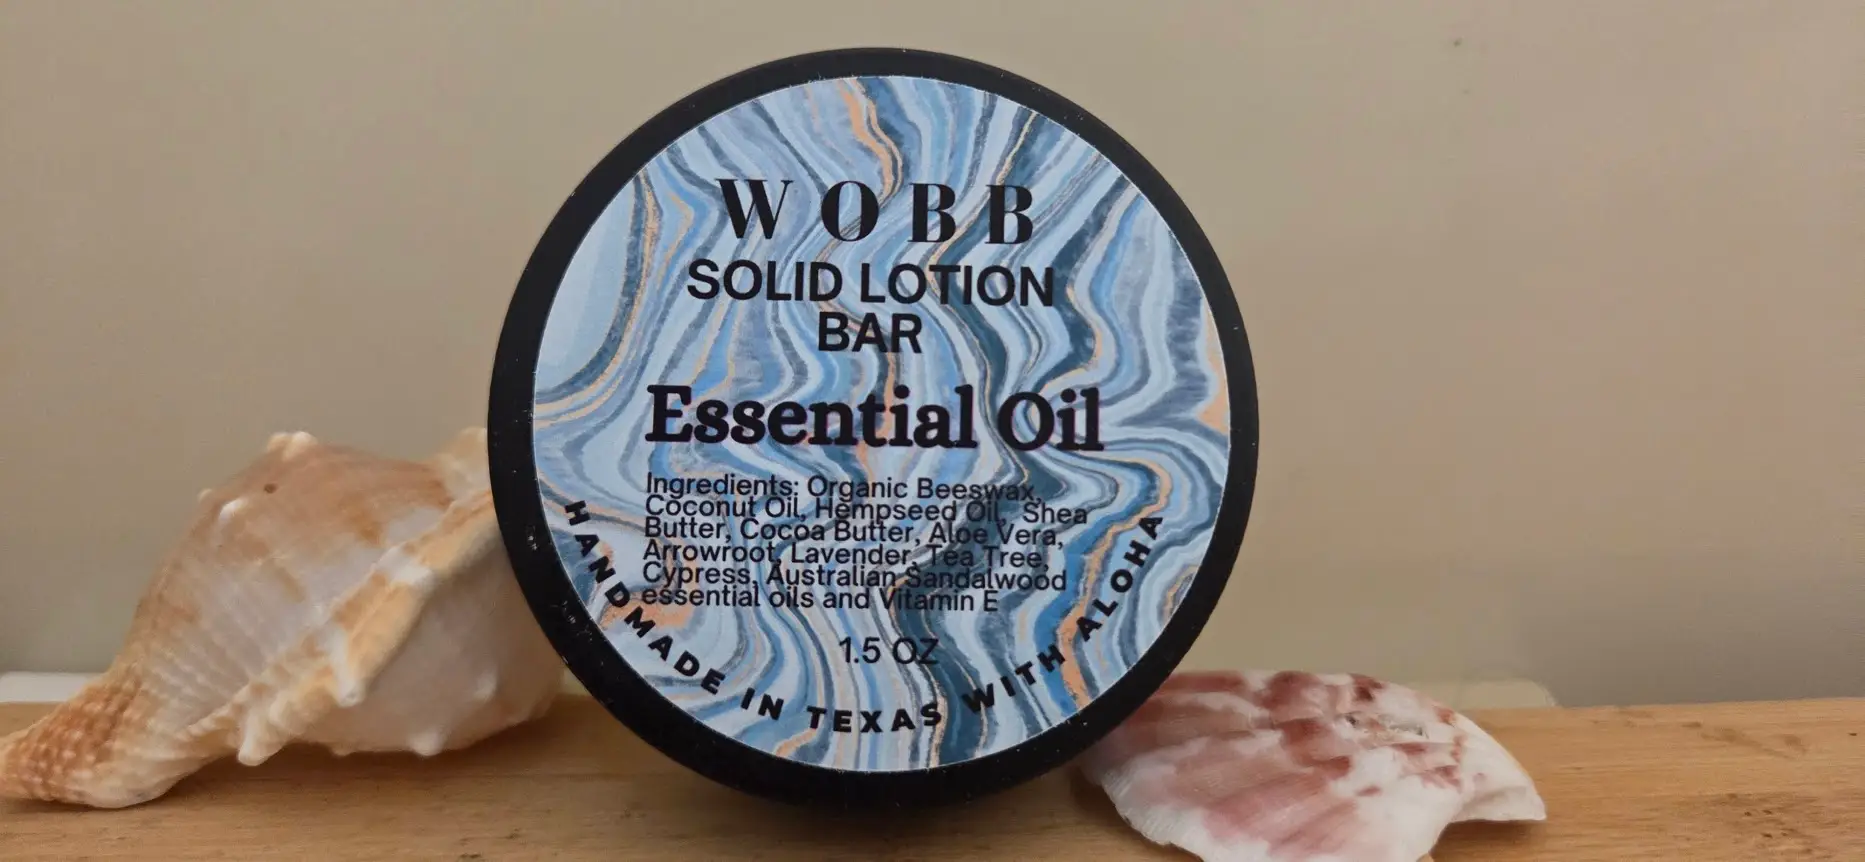 WOBB
SOLID LOTION
BAR
Essential Oil
Ingredients: Organic Beeswax,
Coconut Oil, Hempseed Oil, Shea
Butter, Cocoa Butter, Aloe Vera,
Arrowroot, Lavender, Tea Tree,
Cypress, Australian Sandalwood
essential oils and Vitamin E
1.5 OZ
HANDMADE IN TEXAS WITH ALOHA